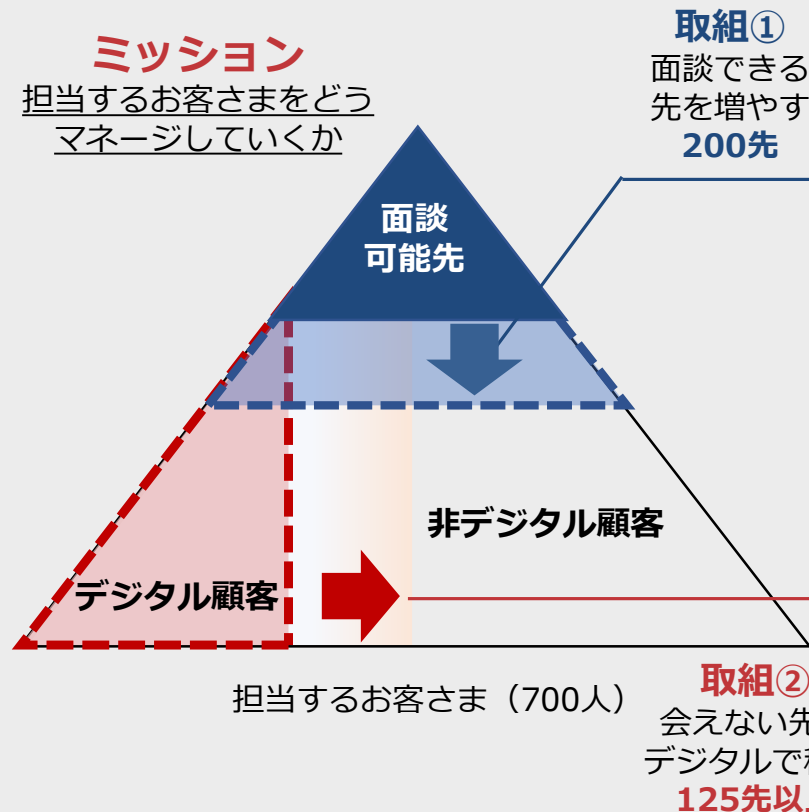 ミッション
担当するお客さまをどう
マネージしていくか
取組①
面談できる
先を増やす
200先
面談
可能先
非デジタル顧客
デジタル顧客
担当するお客さま（700人）
取組②
会えない先
デジタルで
125先以